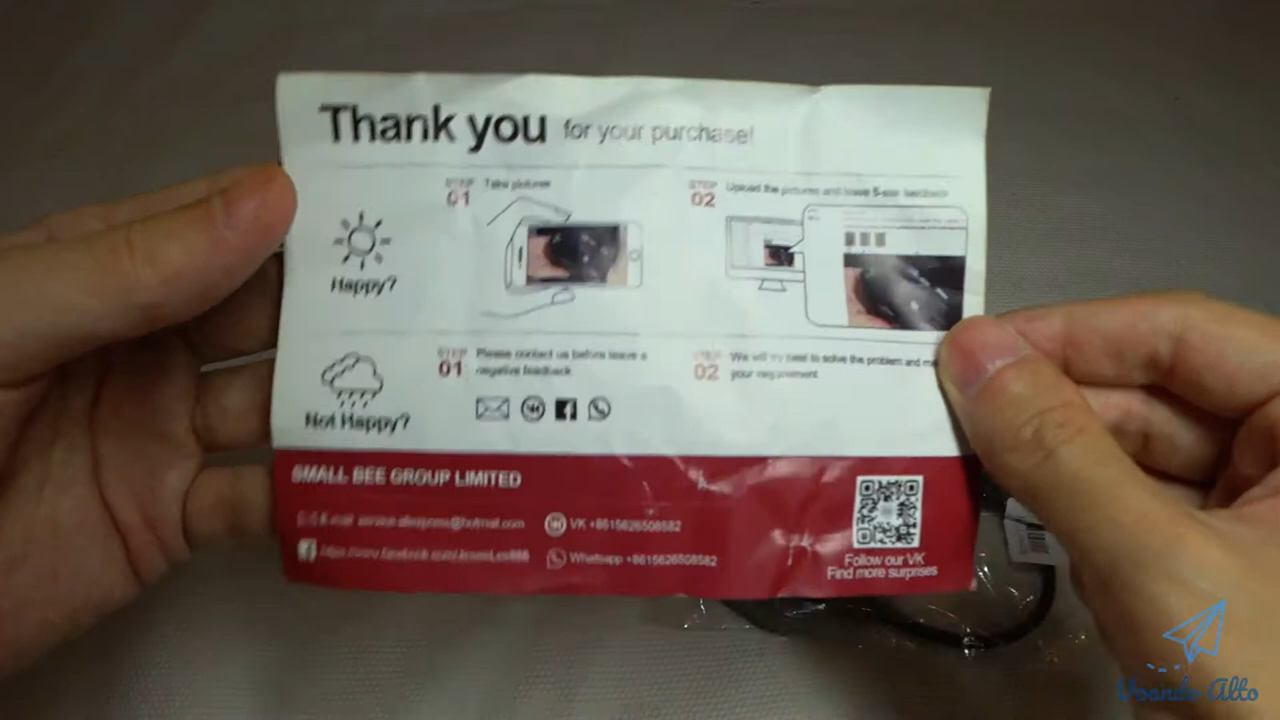 Thank you for your purchase!
STEP 01 Take pictures
STEP 02 Upload the pictures and leave 5-star feedback
Happy?
STEP 01 Please contact us before leave a
negative feedback
STEP 02 We will try best to solve the problem and
your requirement
Not Happy?
SMALL BEE GROUP LIMITED
E-mail
VK +8615626508582
Whatsapp +8615626508582
Follow our VK
Find more surprises
Voando Alto